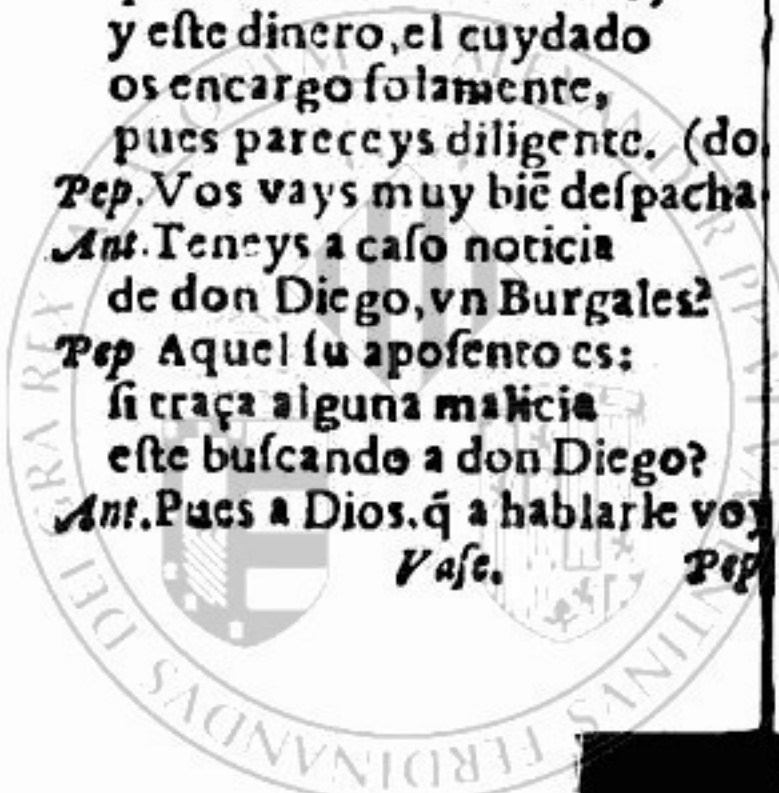 y eſte dinero, el cuydado
os encargo ſolamente,
pues pareceys diligente. (do
Pep. Vos vays muy biē deſpacha
Ant. Teneys a caſo noticia
de don Diego, vn Burgales?
Pep Aquel ſu apoſento es:
ſi traça alguna malicia
eſte buſcando a don Diego?
Ant. Pues a Dios. q̄ a hablarle voy
Vaſe. Pep